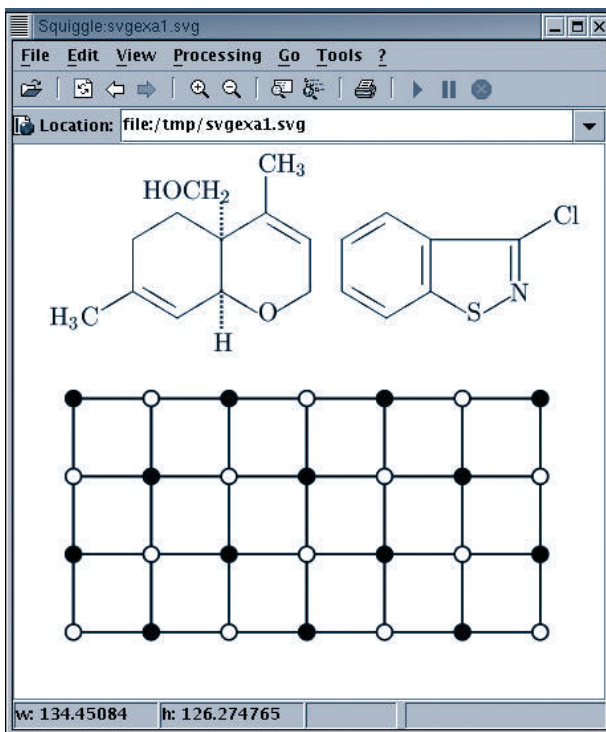 Squiggle:svgexa1.svg
File Edit View Processing Go Tools ?
Location: file:/tmp/svgexa1.svg
CH₃
HOCH₂
Cl
N
H₃C
O
S
H
w: 134.45084 h: 126.274765